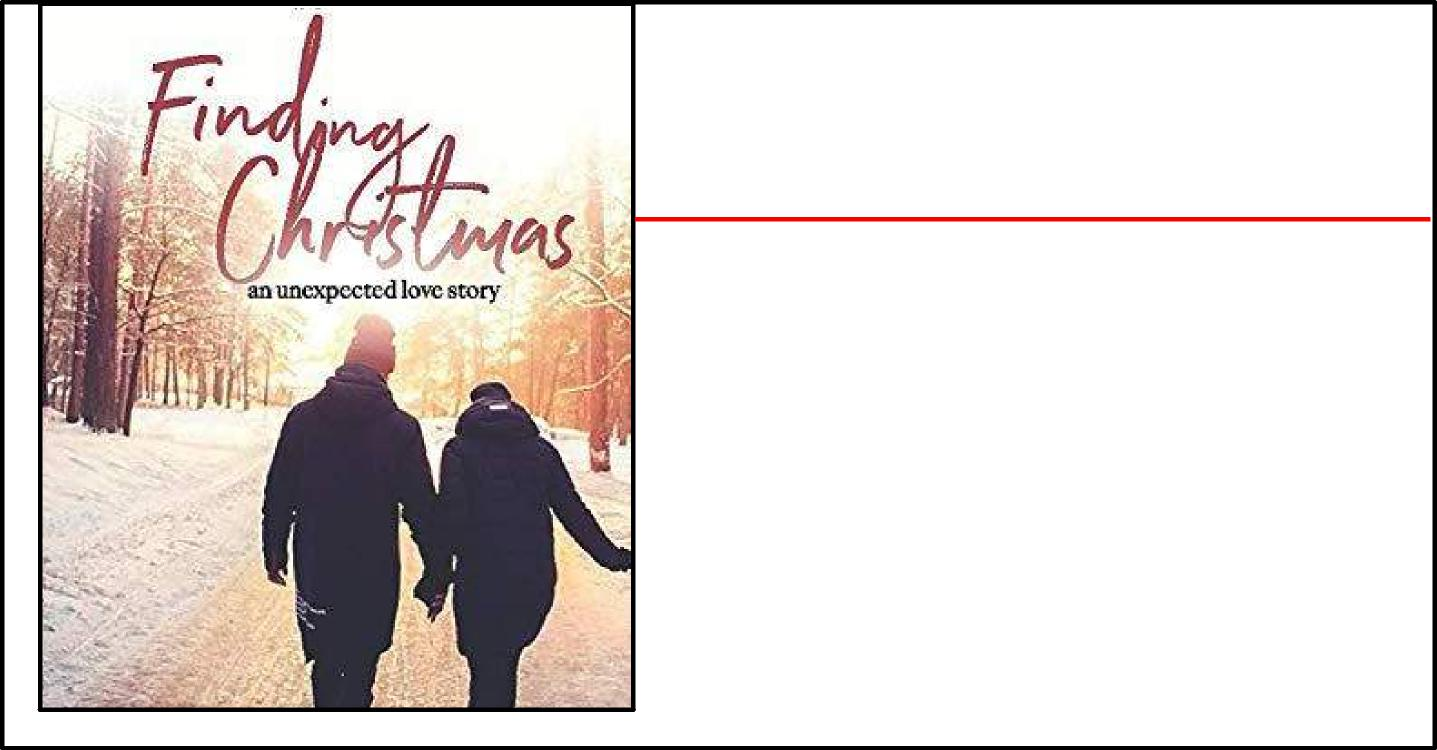 Finding
Christmas
an unexpected love story